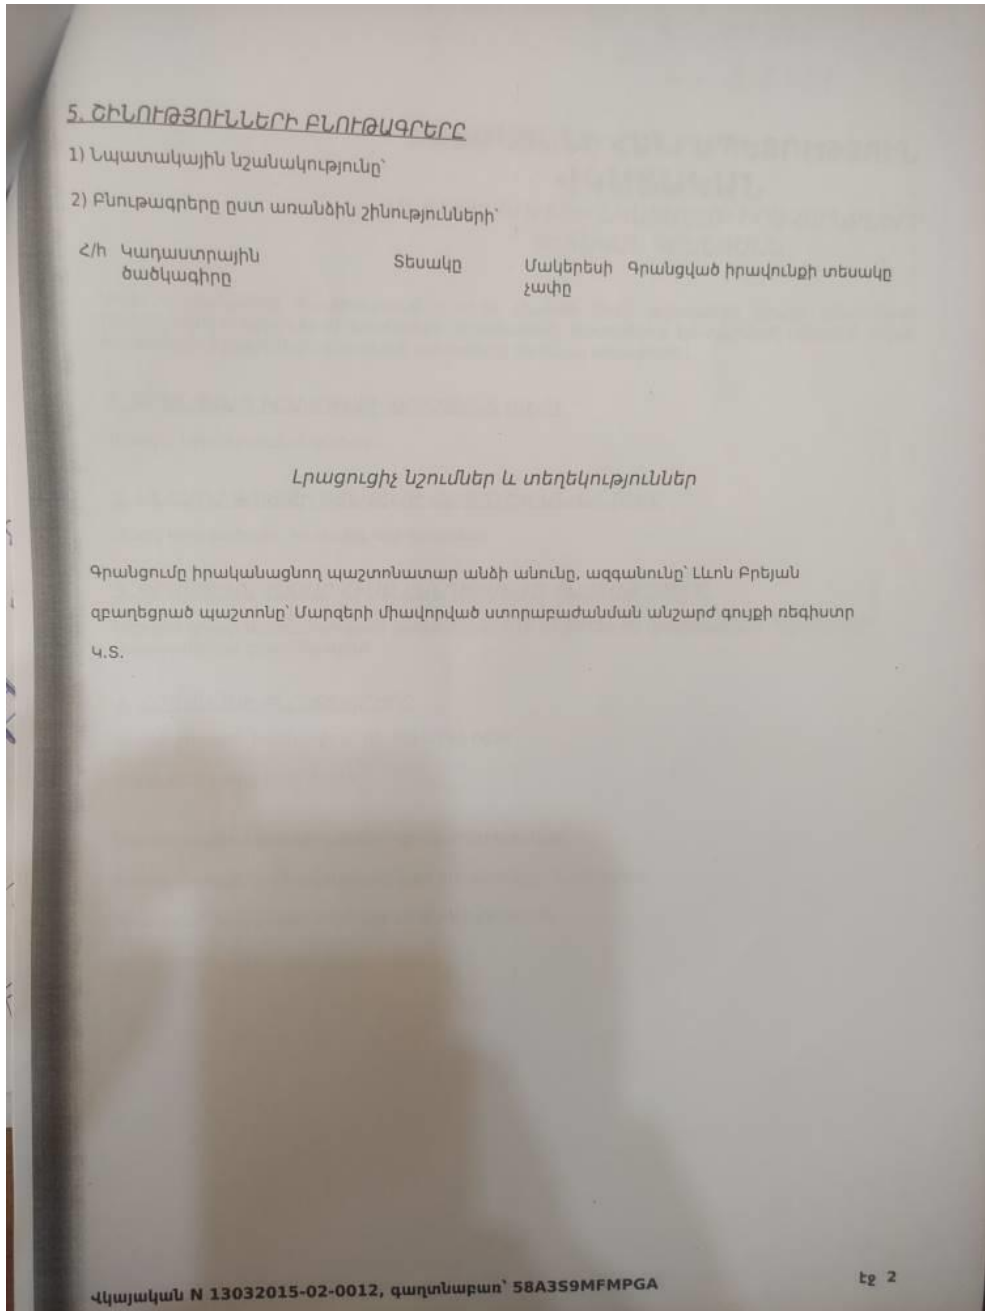 5. ՇԻՆՈՒԹՅՈՒՆՆԵՐԻ ԲՆՈՒԹԱԳՐԵՐԸ
1) Նպատակային նշանակությունը՝
2) Բնութագրերը ըստ առանձին շինությունների՝
Հ/հ Կադաստրային ծածկագիրը Տեսակը Մակերեսի չափը Գրանցված իրավունքի տեսակը
Լրացուցիչ նշումներ և տեղեկություններ
Գրանցումը իրականացնող պաշտոնատար անձի անունը, ազգանունը՝ Լևոն Բրեյան
զբաղեցրած պաշտոնը՝ Մարզերի միավորված ստորաբաժանման անշարժ գույքի ռեգիստր
Կ.Տ.
Վկայական N 13032015-02-0012, գաղտնաբառ՝ 58A3S9MFMPGA էջ 2